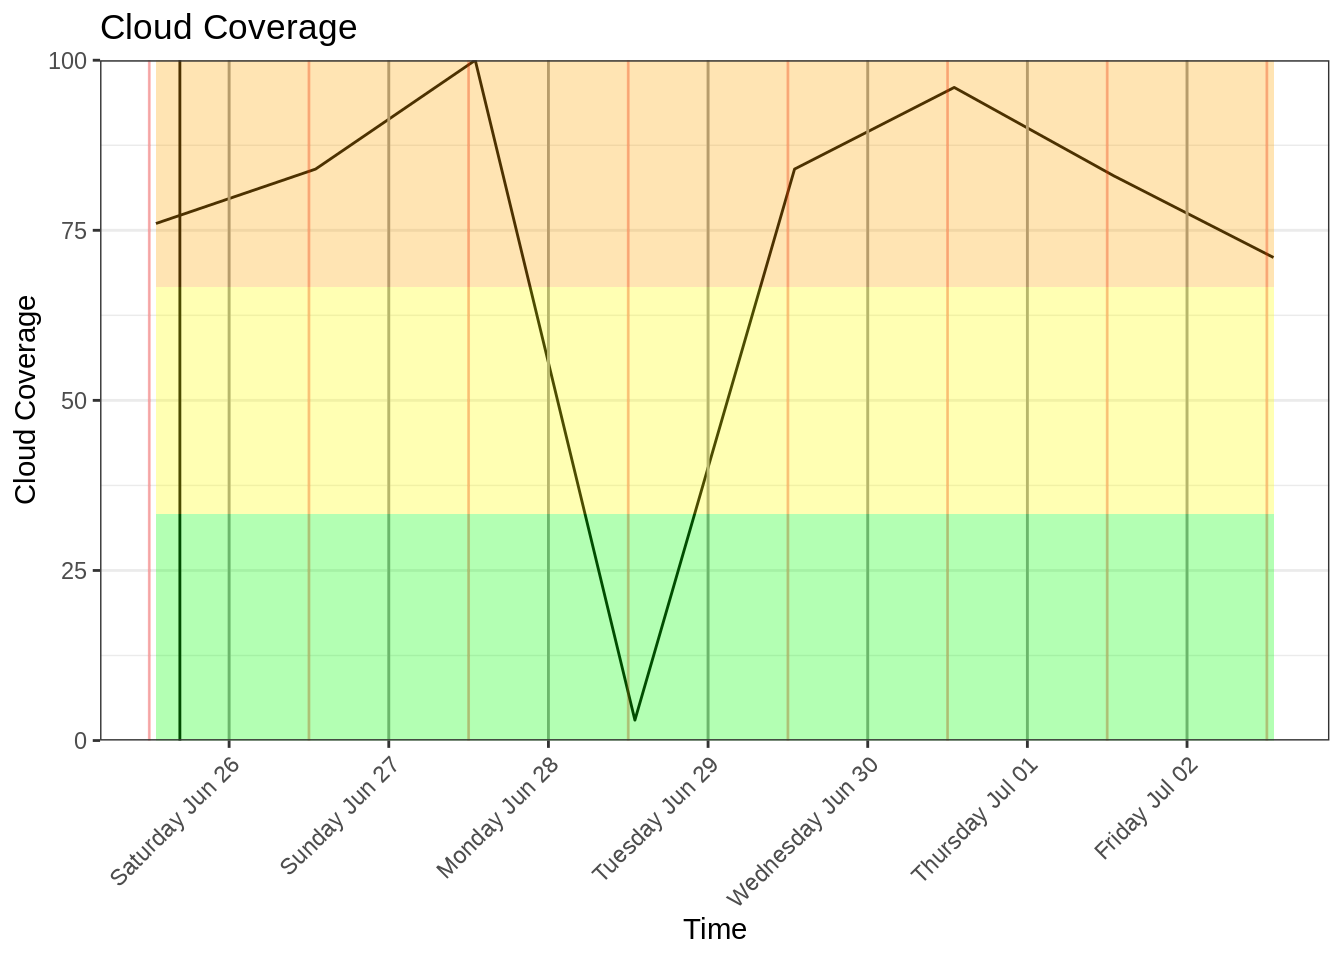 Cloud Coverage
Cloud Coverage
100
75
50
25
0
Saturday Jun 26
Sunday Jun 27
Monday Jun 28
Tuesday Jun 29
Wednesday Jun 30
Thursday Jul 01
Friday Jul 02
Time